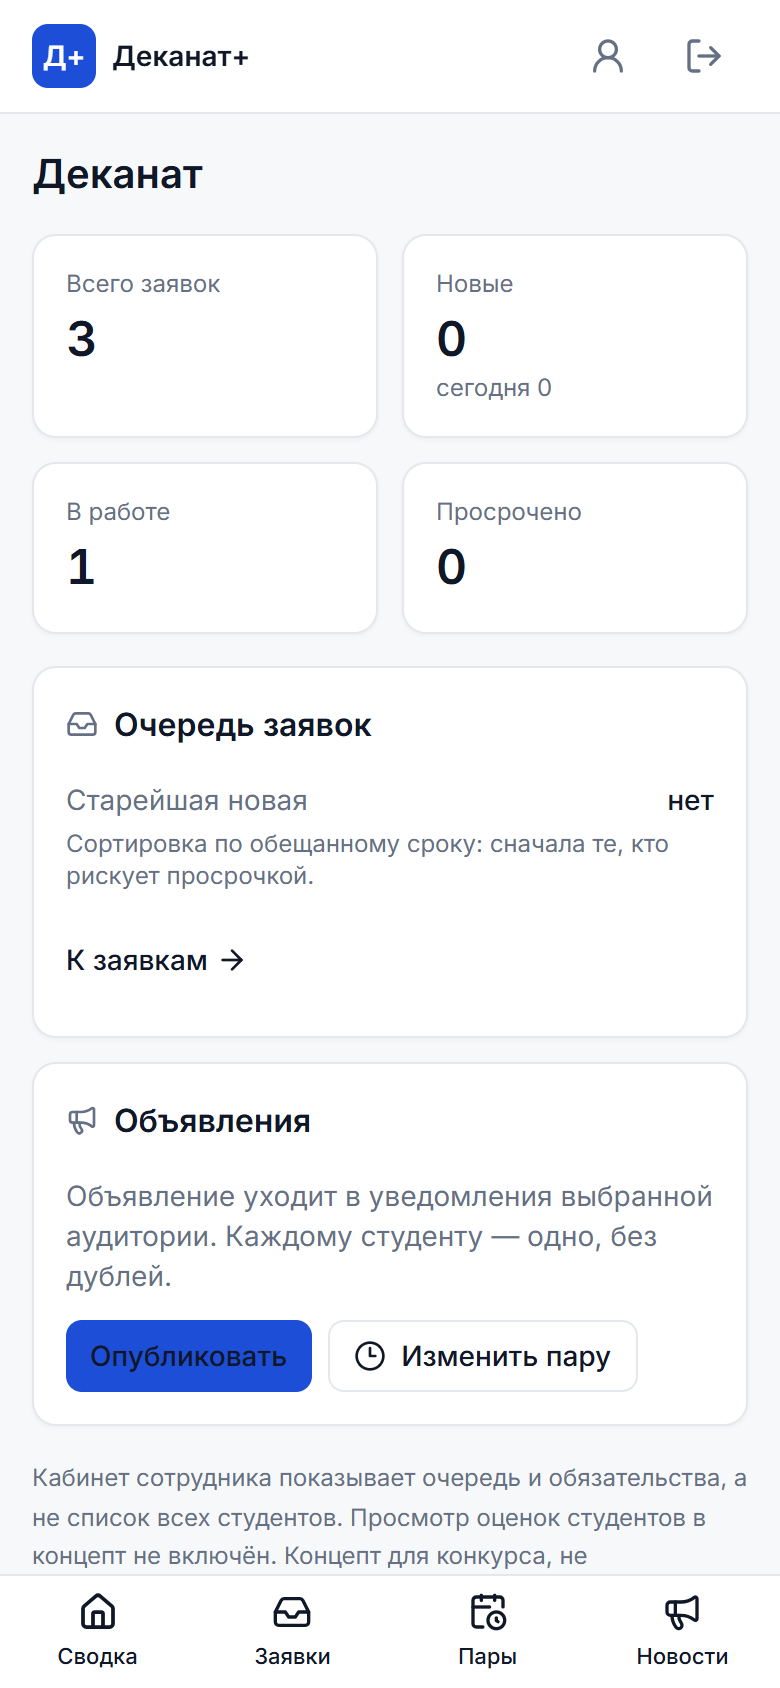 Д+ Деканат+
Деканат
Всего заявок
3
Новые
0
сегодня 0
В работе
1
Просрочено
0
Очередь заявок
Старейшая новая нет
Сортировка по обещанному сроку: сначала те, кто
рискует просрочкой.
К заявкам →
Объявления
Объявление уходит в уведомления выбранной
аудитории. Каждому студенту — одно, без
дублей.
Опубликовать Изменить пару
Кабинет сотрудника показывает очередь и обязательства, а
не список всех студентов. Просмотр оценок студентов в
концепт не включён. Концепт для конкурса, не
Сводка Заявки Пары Новости